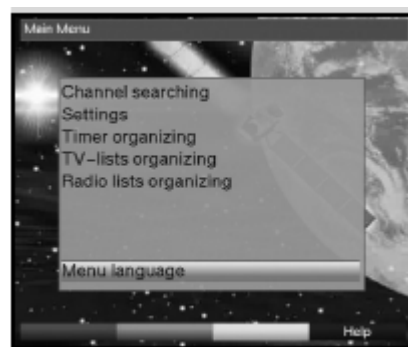 Main Menu
Channel searching
Settings
Timer organizing
TV-lists organizing
Radio lists organizing
Menu language
Help